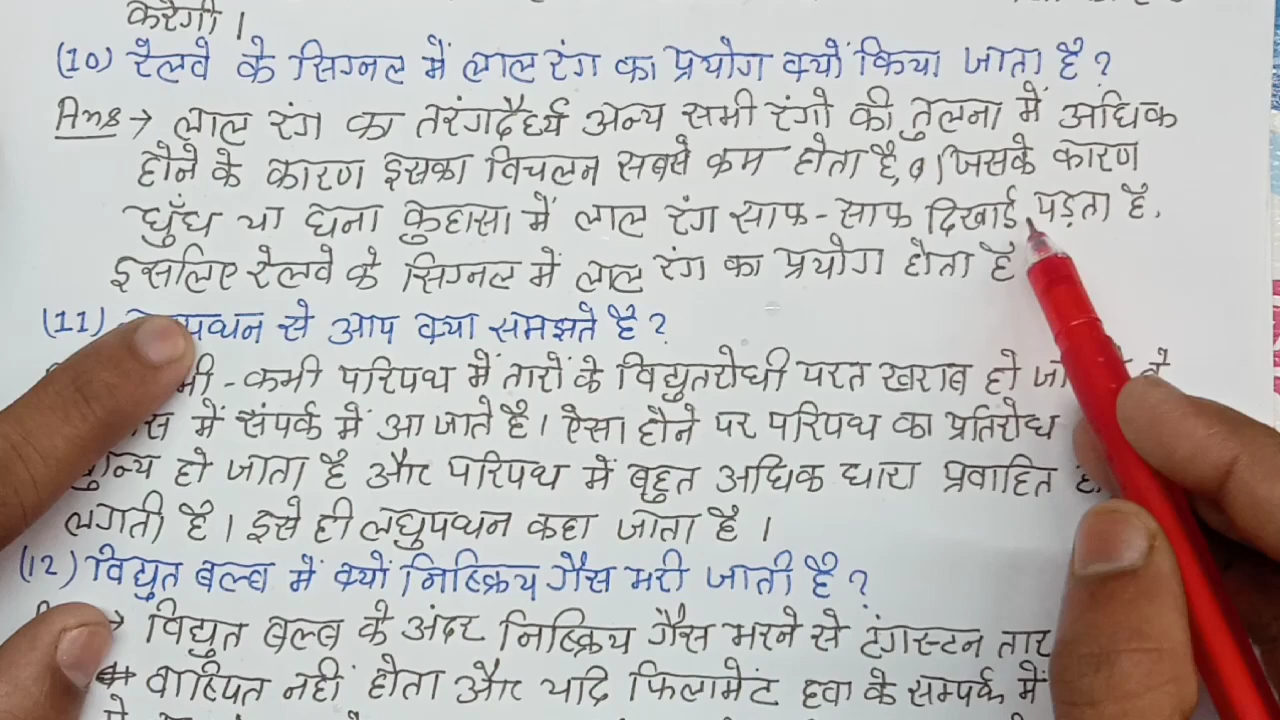 करेगी।
(10) रेलवे के सिग्नल में लाल रंग का प्रयोग क्यों किया जाता है?
Ans → लाल रंग का तरंगदैर्ध्य अन्य सभी रंगो की तुलना में अधिक
होने के कारण इसका विचलन सबसे कम होता है, जिसके कारण
धुँध या घना कुहासा में लाल रंग साफ-साफ दिखाई पड़ता है,
इसलिए रेलवे के सिग्नल में लाल रंग का प्रयोग होता है
(11) से आप क्या समझते है?
-कभी परिपथ में तारों के विद्युतरोधी परत खराब हो
में संपर्क में आ जाते है। ऐसा होने पर परिपथ का प्रतिरोध
शुन्य हो जाता है और परिपथ में बहुत अधिक धारा प्रवाहित
लगती है। इसे ही लघुपथन कहा जाता है।
(12) विद्युत बल्ब में क्यों निष्क्रिय गैस भरी जाती है?
→ विद्युत बल्ब के अंदर निष्क्रिय गैस भरने से टंगस्टन तार
वाष्पित नहीं होता और यदि फिलामेंट हवा के सम्पर्क में